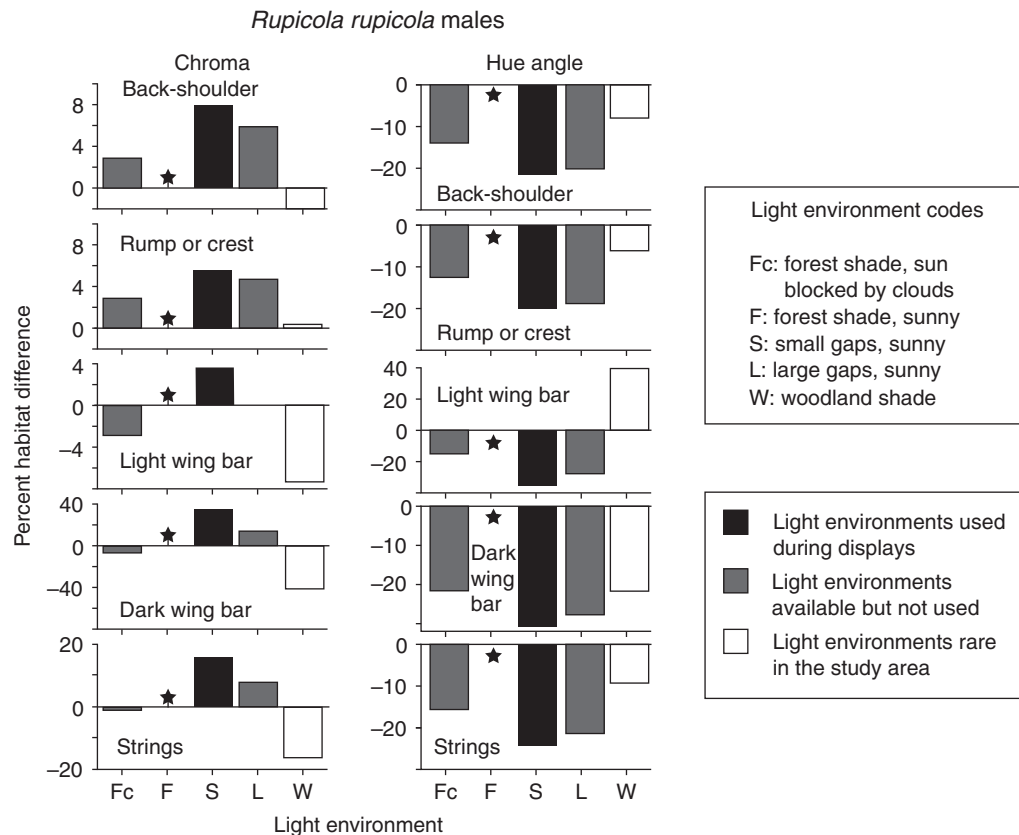 Rupicola rupicola males
Chroma
Back-shoulder
8
4
0
Rump or crest
8
4
0
4
0
−4
Light wing bar
40
0
−40
Dark wing bar
20
0
−20
Strings
Fc F S L W
Percent habitat difference
Light environment
Hue angle
0
−10
−20
Back-shoulder
0
−10
−20
Rump or crest
40
20
0
−20
Light wing bar
0
−10
−20
Dark
wing
bar
0
−10
−20
Strings
Fc F S L W
Light environment codes
Fc: forest shade, sun
blocked by clouds
F: forest shade, sunny
S: small gaps, sunny
L: large gaps, sunny
W: woodland shade
Light environments used
during displays
Light environments
available but not used
Light environments rare
in the study area